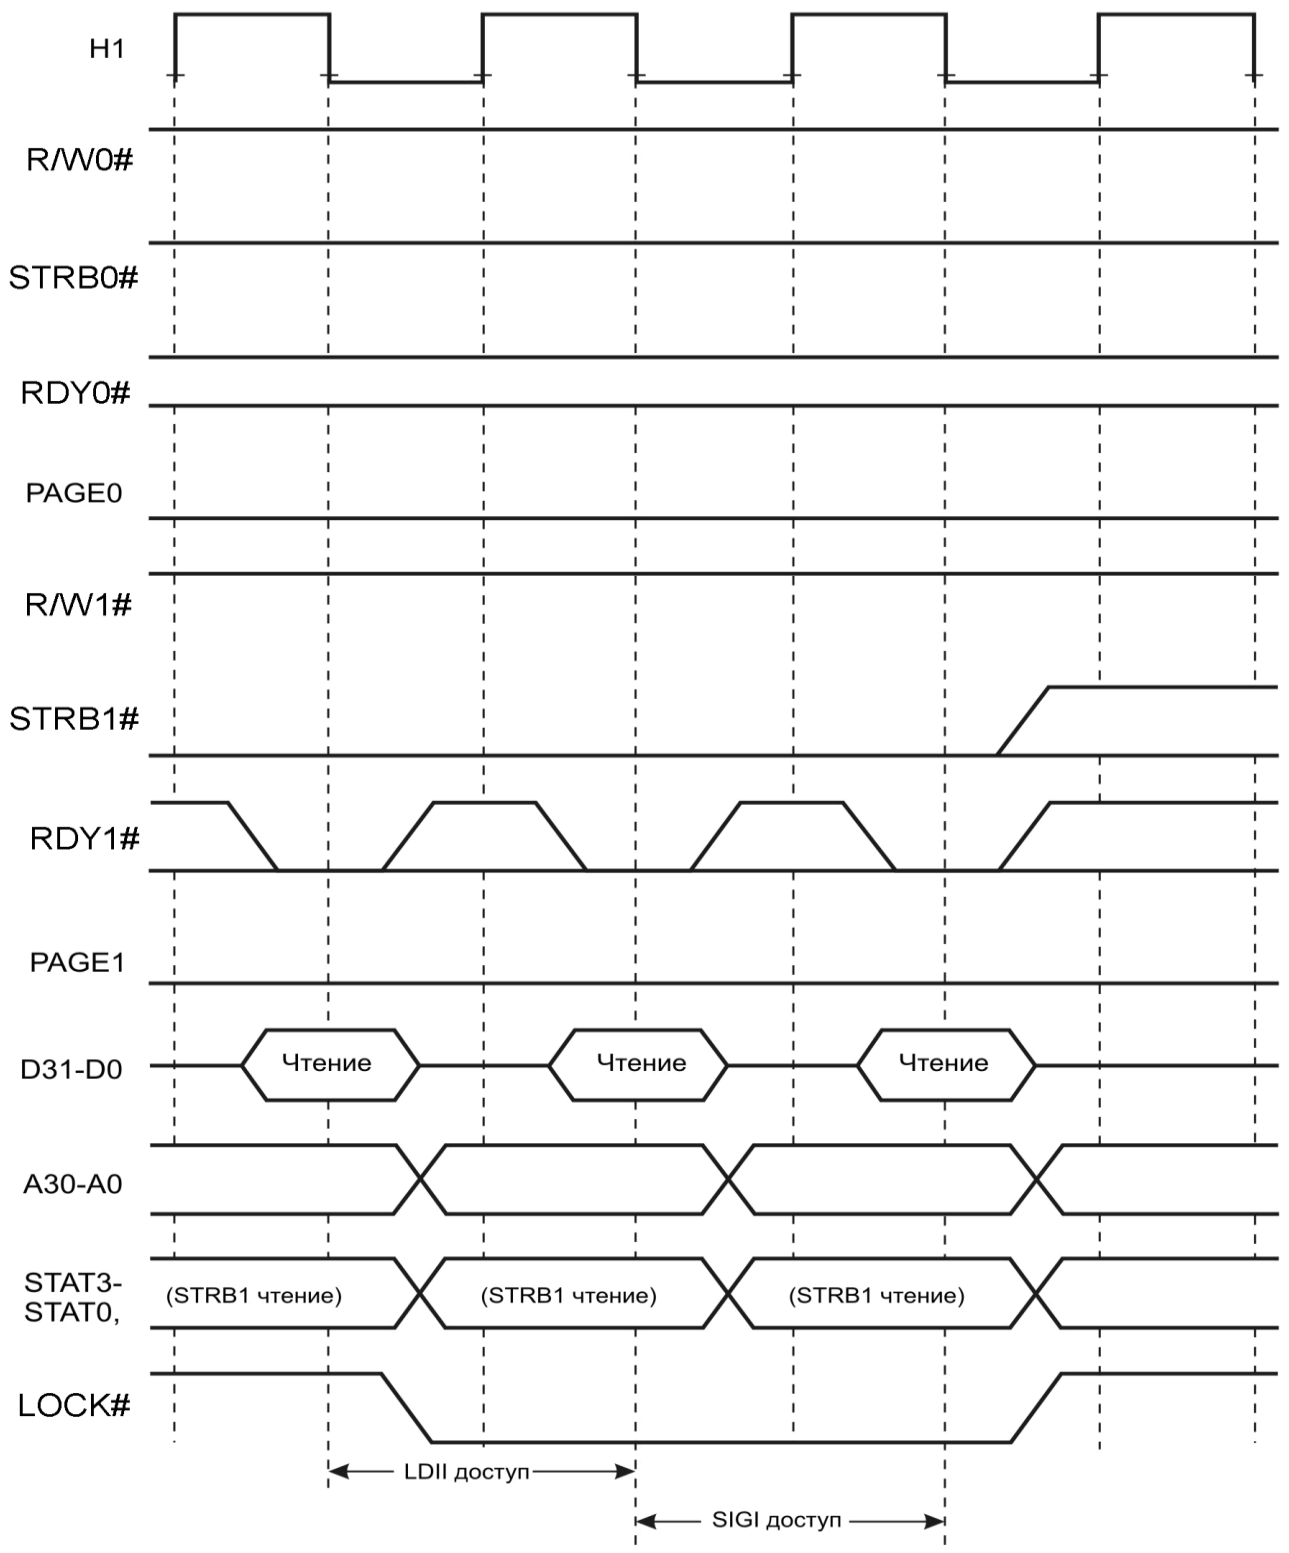 H1
R/W0#
STRB0#
RDY0#
PAGE0
R/W1#
STRB1#
RDY1#
PAGE1
D31-D0
Чтение
Чтение
Чтение
A30-A0
STAT3-
STAT0,
(STRB1 чтение)
(STRB1 чтение)
(STRB1 чтение)
LOCK#
LDII доступ
SIGI доступ